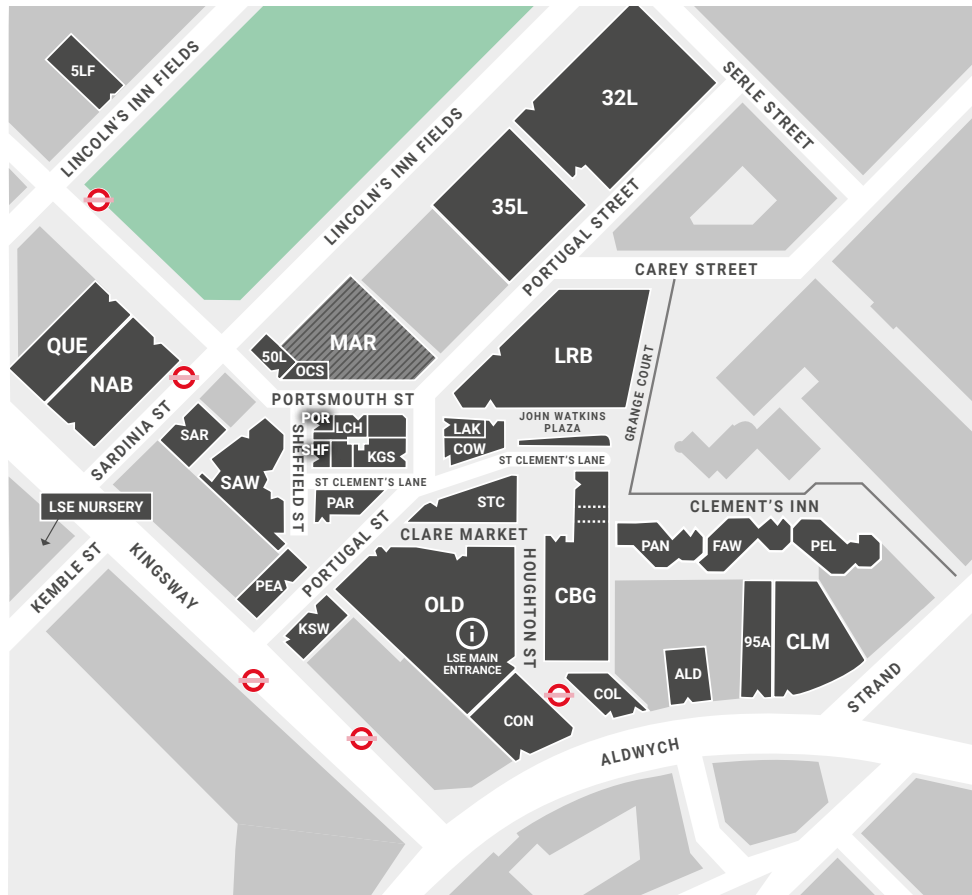 5LF
LINCOLN'S INN FIELDS
32L
SERLE STREET
LINCOLN'S INN FIELDS
35L
PORTUGAL STREET
CAREY STREET
QUE
NAB
50L
OCS
MAR
LRB
GRANGE COURT
PORTSMOUTH ST
SARDINIA ST
SAR
POR
LCH
SHF
KGS
SHEFFIELD ST
LAK
COW
JOHN WATKINS
PLAZA
ST CLEMENT'S LANE
SAW
ST CLEMENT'S LANE
PAR
STC
LSE NURSERY
CLEMENT'S INN
PORTUGAL ST
CLARE MARKET
PAN
FAW
PEL
KEMBLE ST
KINGSWAY
PEA
HOUGHTON ST
CBG
OLD
i
LSE MAIN
ENTRANCE
KSW
95A
CLM
ALD
COL
CON
STRAND
ALDWYCH